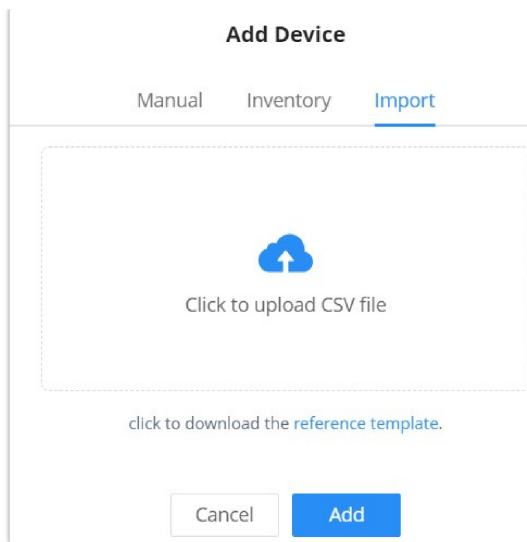 Add Device
Manual Inventory Import
Click to upload CSV file
click to download the reference template.
Cancel Add